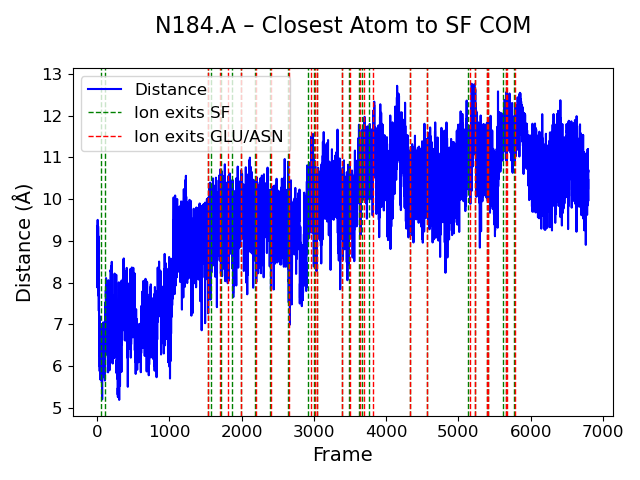 N184.A – Closest Atom to SF COM
Distance
Ion exits SF
Ion exits GLU/ASN
Distance (Å)
13
12
11
10
9
8
7
6
5
0 1000 2000 3000 4000 5000 6000 7000
Frame